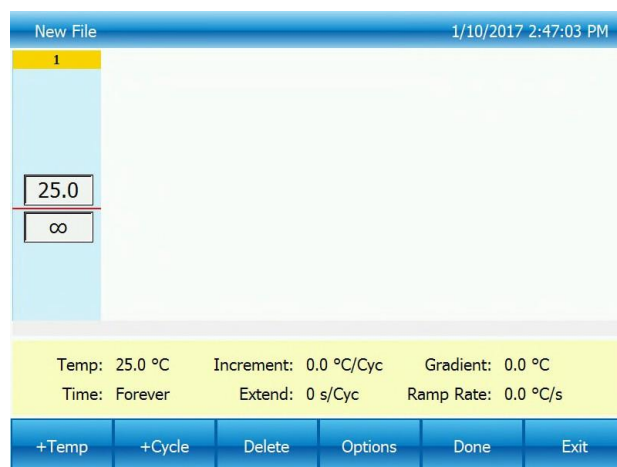 New File 1/10/2017 2:47:03 PM
1
25.0
∞
Temp: 25.0 °C Increment: 0.0 °C/Cyc Gradient: 0.0 °C
Time: Forever Extend: 0 s/Cyc Ramp Rate: 0.0 °C/s
+Temp +Cycle Delete Options Done Exit